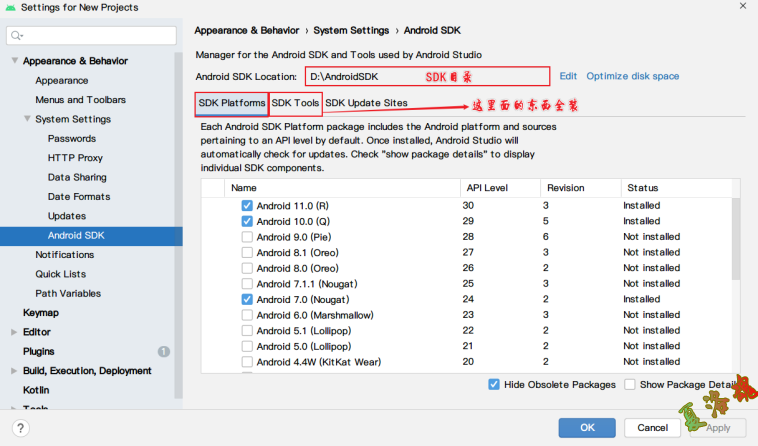 Settings for New Projects
Appearance & Behavior › System Settings › Android SDK
Appearance & Behavior
Appearance
Menus and Toolbars
System Settings
Passwords
HTTP Proxy
Data Sharing
Date Formats
Updates
Android SDK
Notifications
Quick Lists
Path Variables
Keymap
Editor
Plugins 1
Build, Execution, Deployment
Kotlin
Tools
Manager for the Android SDK and Tools used by Android Studio
Android SDK Location: D:\AndroidSDK SDK目录 Edit Optimize disk space
SDK Platforms SDK Tools SDK Update Sites 这里面的东西全装
Each Android SDK Platform package includes the Android platform and sources
pertaining to an API level by default. Once installed, Android Studio will
automatically check for updates. Check "show package details" to display
individual SDK components.
Name API Level Revision Status
Android 11.0 (R) 30 3 Installed
Android 10.0 (Q) 29 5 Installed
Android 9.0 (Pie) 28 6 Not installed
Android 8.1 (Oreo) 27 3 Not installed
Android 8.0 (Oreo) 26 2 Not installed
Android 7.1.1 (Nougat) 25 3 Not installed
Android 7.0 (Nougat) 24 2 Installed
Android 6.0 (Marshmallow) 23 3 Not installed
Android 5.1 (Lollipop) 22 2 Not installed
Android 5.0 (Lollipop) 21 2 Not installed
Android 4.4W (KitKat Wear) 20 2 Not installed
Hide Obsolete Packages Show Package Details
? OK Cancel Apply